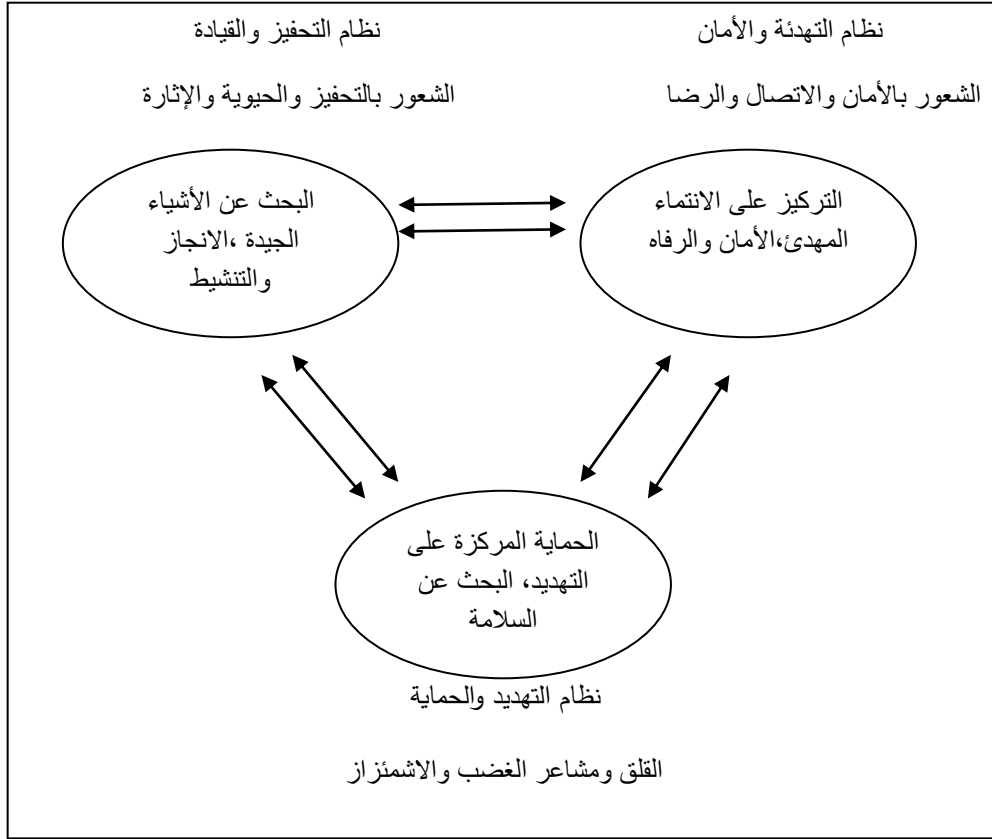 نظام التهدئة والأمان
نظام التحفيز والقيادة
الشعور بالأمان والاتصال والرضا
الشعور بالتحفيز والحيوية والإثارة
التركيز على الانتماء
المهدئ،الأمان والرفاه
البحث عن الأشياء
الجيدة ،الانجاز
والتنشيط
الحماية المركزة على
التهديد، البحث عن
السلامة
نظام التهديد والحماية
القلق ومشاعر الغضب والاشمئزاز